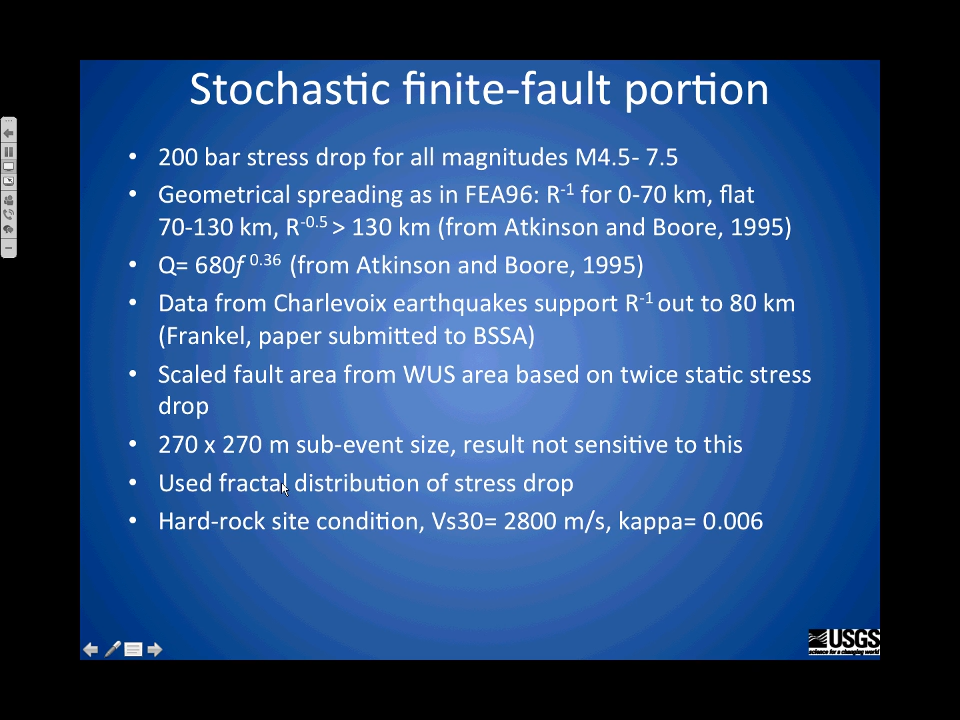 Stochastic finite-fault portion
• 200 bar stress drop for all magnitudes M4.5- 7.5
• Geometrical spreading as in FEA96: R⁻¹ for 0-70 km, flat
70-130 km, R⁻⁰·⁵ > 130 km (from Atkinson and Boore, 1995)
• Q= 680f ⁰·³⁶ (from Atkinson and Boore, 1995)
• Data from Charlevoix earthquakes support R⁻¹ out to 80 km
(Frankel, paper submitted to BSSA)
• Scaled fault area from WUS area based on twice static stress
drop
• 270 x 270 m sub-event size, result not sensitive to this
• Used fractal distribution of stress drop
• Hard-rock site condition, Vs30= 2800 m/s, kappa= 0.006
USGS
science for a changing world